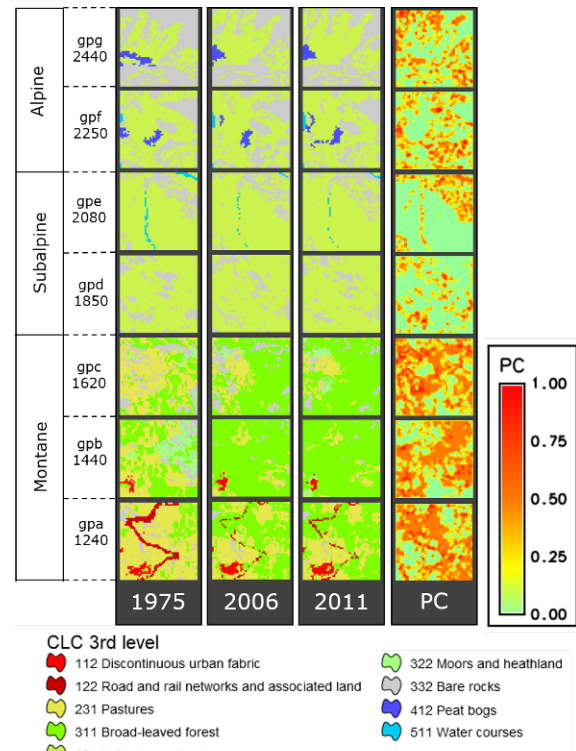 Alpine
gpg
2440
gpf
2250
Subalpine
gpe
2080
gpd
1850
Montane
gpc
1620
gpb
1440
gpa
1240
1975
2006
2011
PC
PC
1.00
0.75
0.50
0.25
0.00
CLC 3rd level
112 Discontinuous urban fabric
122 Road and rail networks and associated land
231 Pastures
311 Broad-leaved forest
322 Moors and heathland
332 Bare rocks
412 Peat bogs
511 Water courses